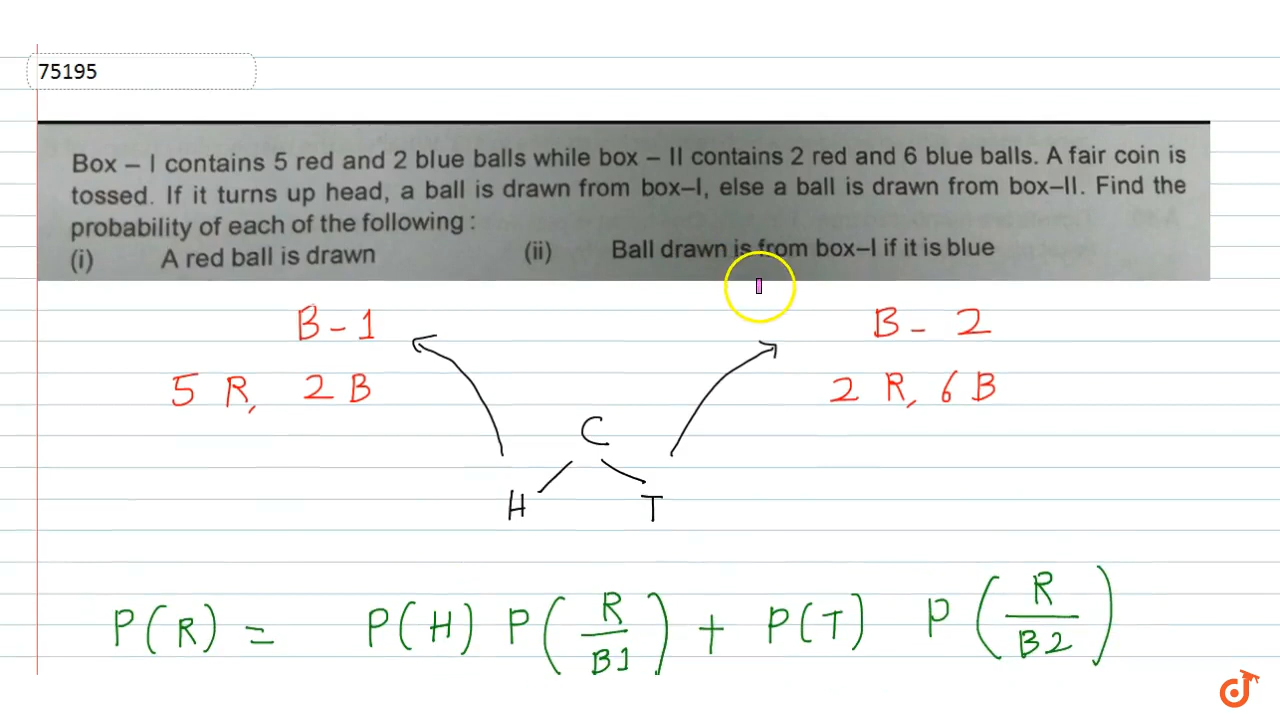 75195
Box – I contains 5 red and 2 blue balls while box – II contains 2 red and 6 blue balls. A fair coin is
tossed. If it turns up head, a ball is drawn from box–I, else a ball is drawn from box–II. Find the
probability of each of the following :
(i) A red ball is drawn (ii) Ball drawn is from box–I if it is blue
B - 1 B - 2
5 R, 2 B 2 R, 6 B
C
H T
P(R) = P(H) P(R/B1) + P(T) P(R/B2)